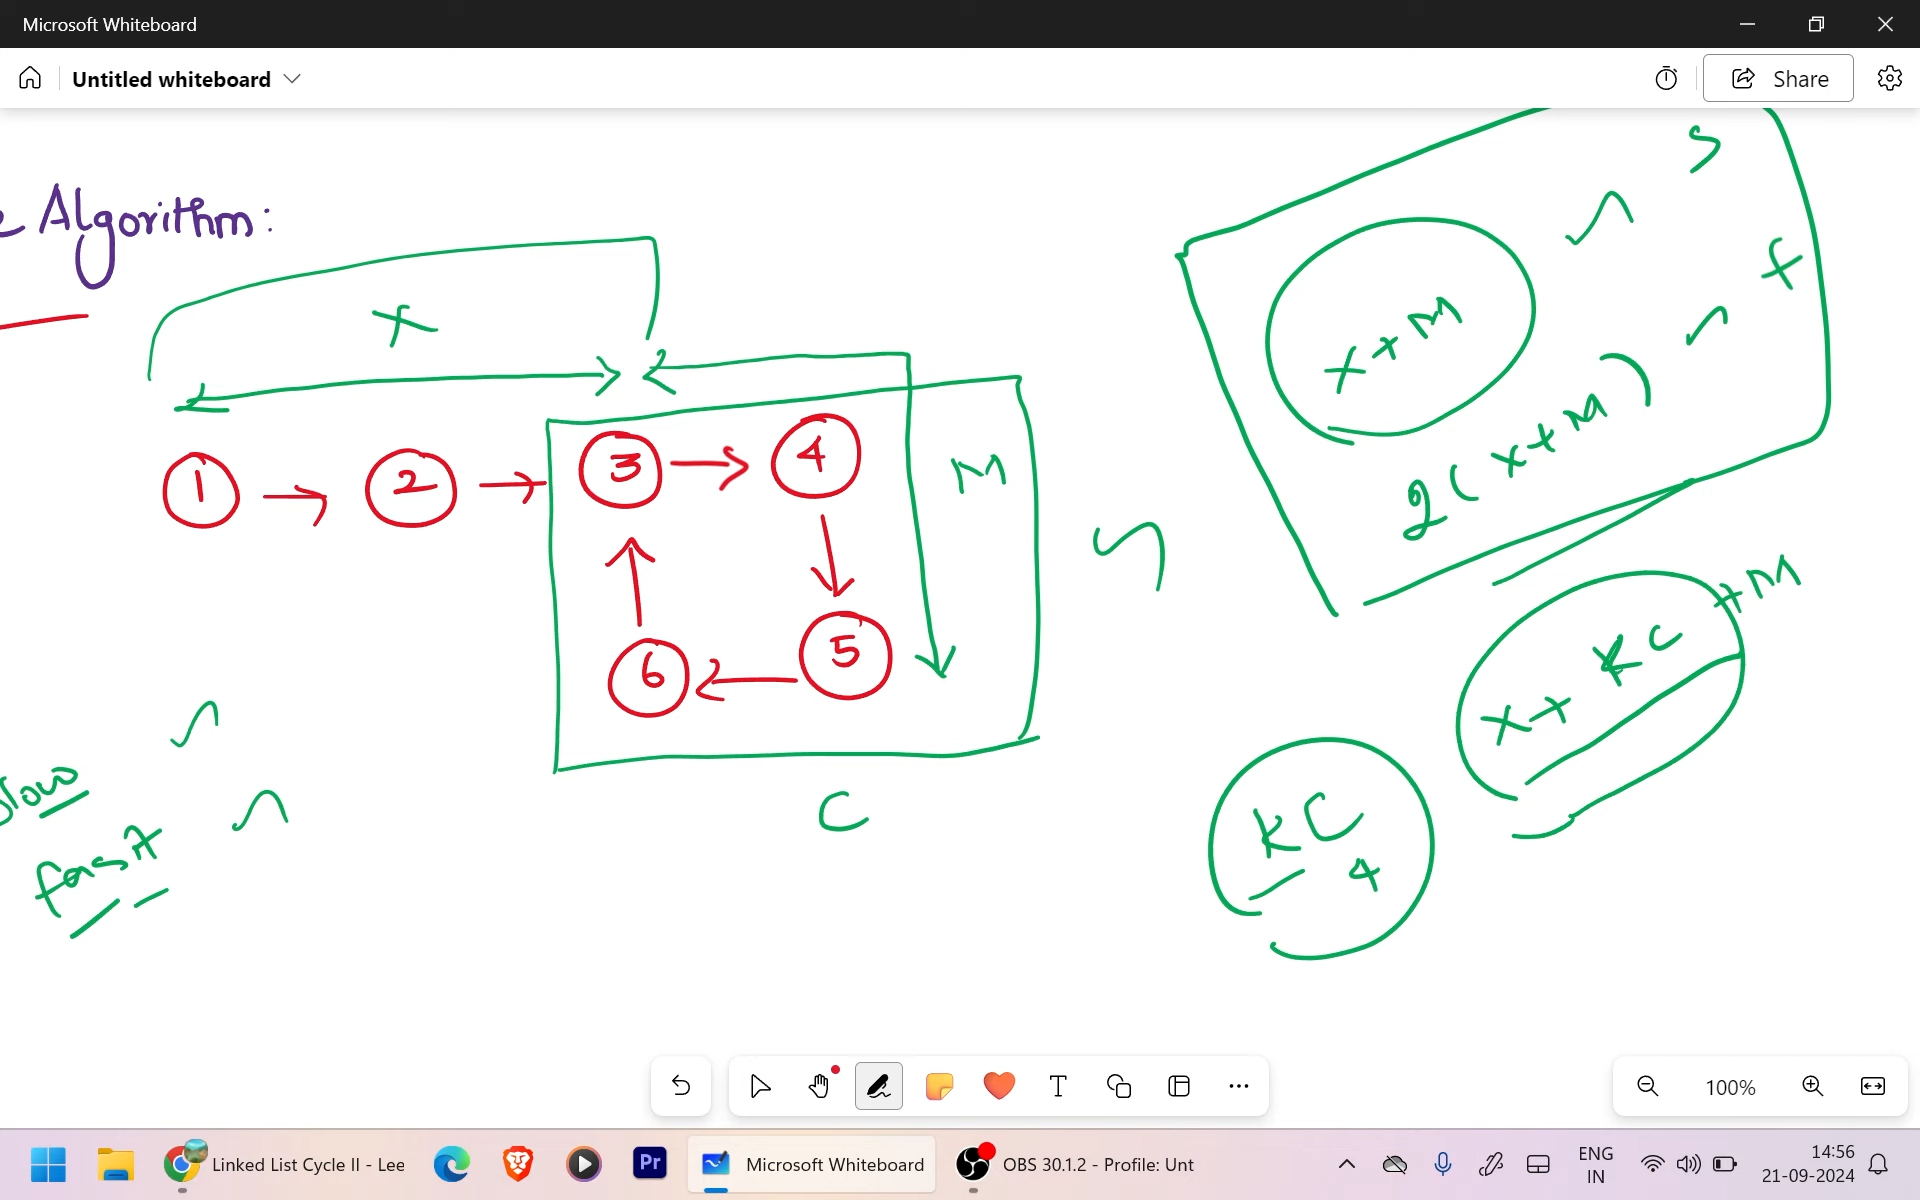 Microsoft Whiteboard
Untitled whiteboard
Share
Algorithm:
X
1
2
3
4
5
6
M
C
fast
S
X+M
f
2(X+M)
X+KC+M
KC
4
100%
Linked List Cycle II - Lee
Pr
Microsoft Whiteboard
OBS 30.1.2 - Profile: Unt
ENG
IN
14:56
21-09-2024